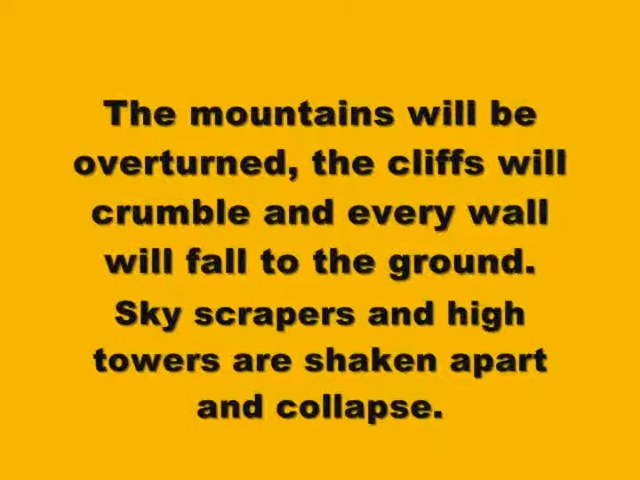 The mountains will be
overturned, the cliffs will
crumble and every wall
will fall to the ground.
Sky scrapers and high
towers are shaken apart
and collapse.